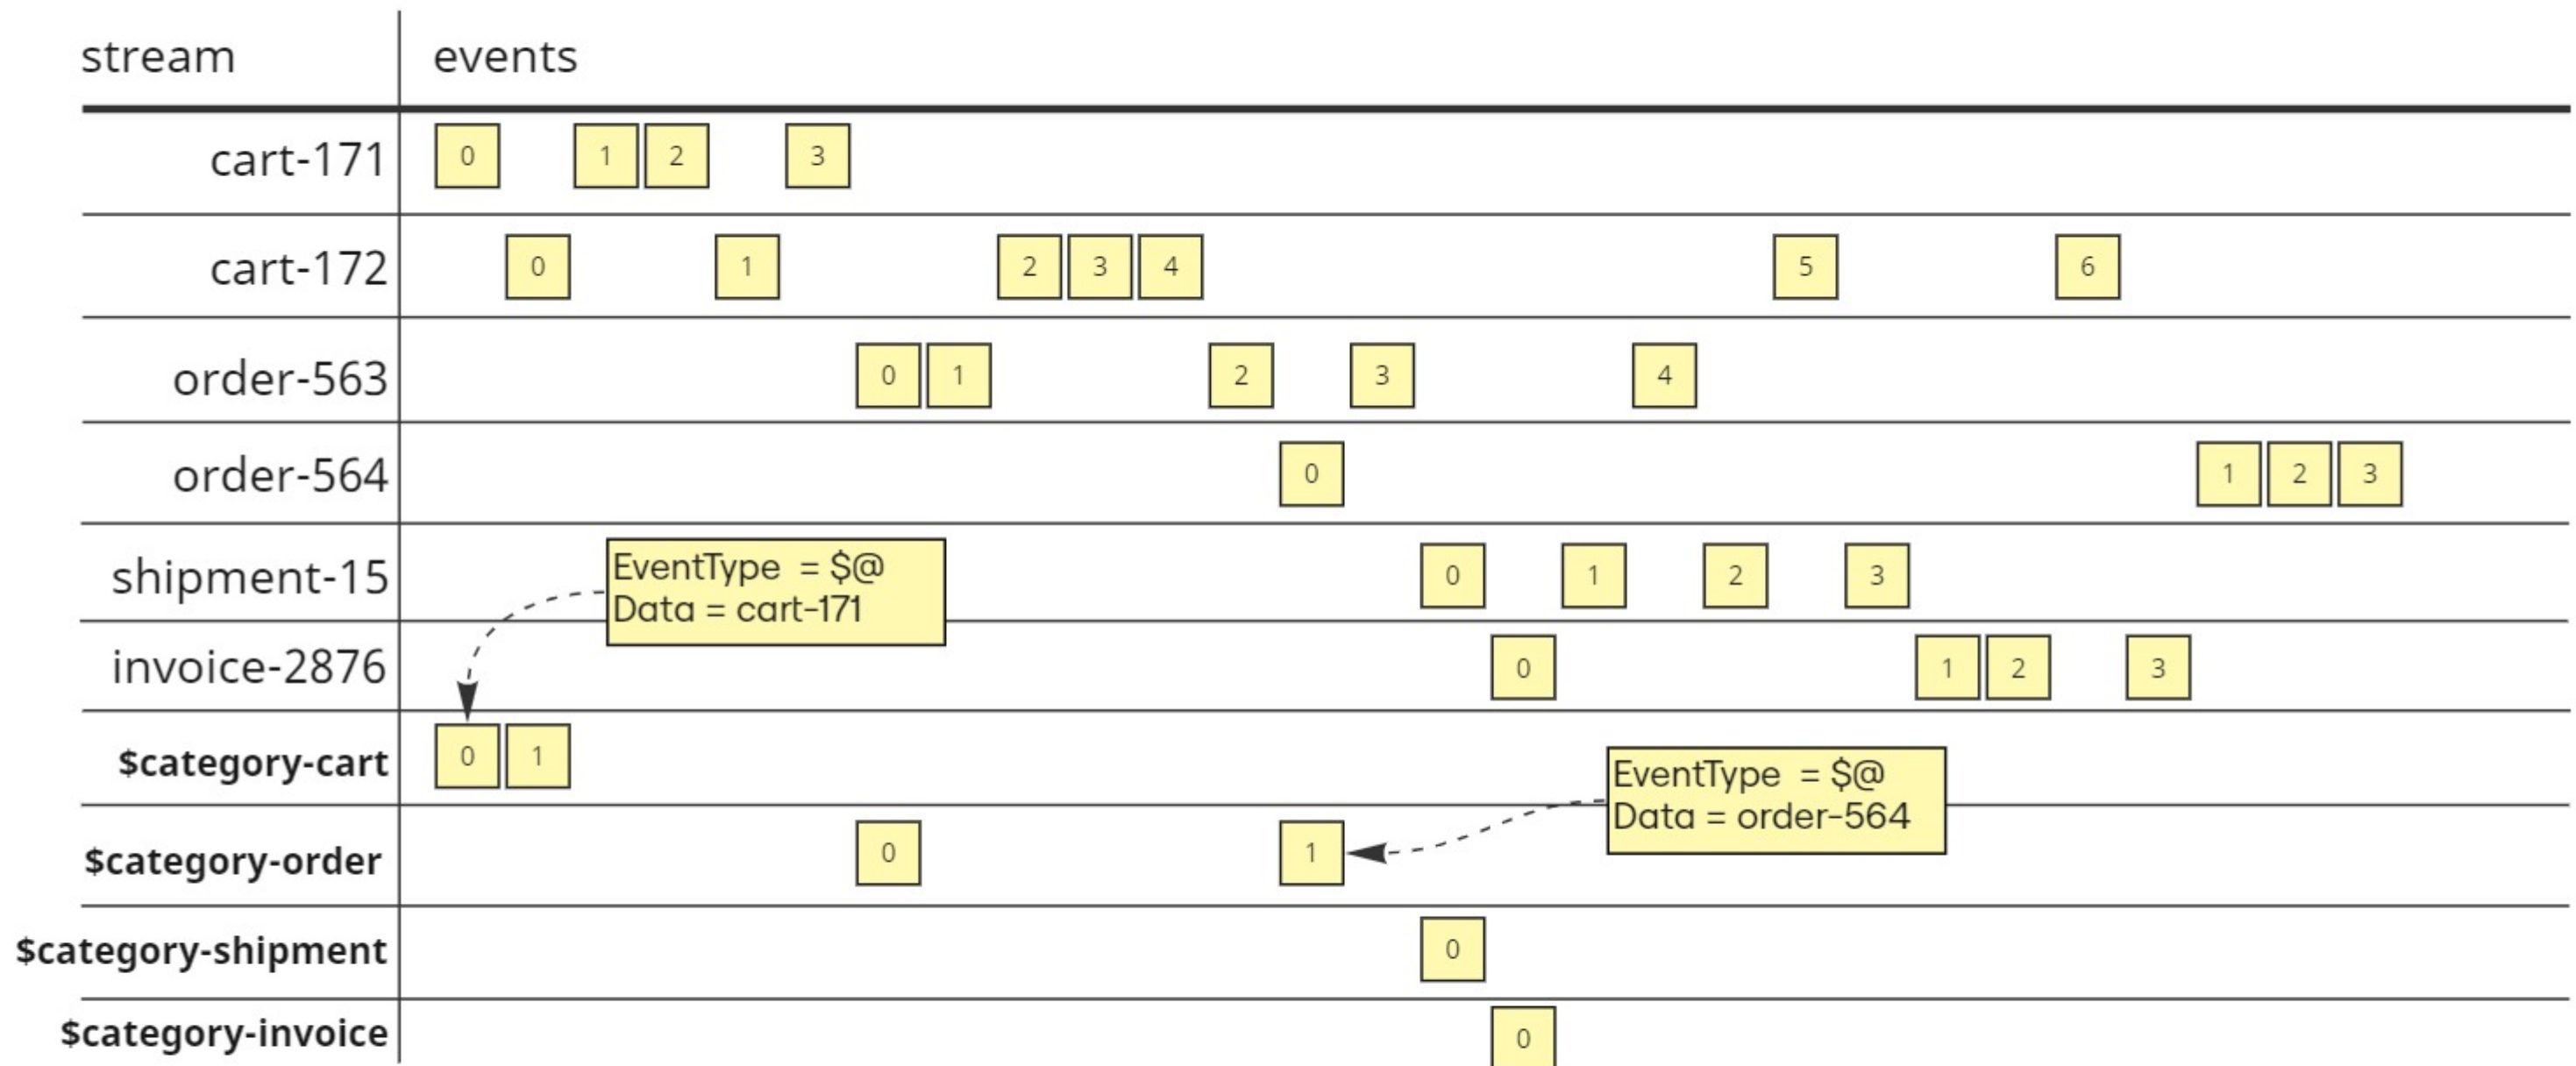 stream events
cart-171 0 1 2 3
cart-172 0 1 2 3 4 5 6
order-563 0 1 2 3 4
order-564 0 1 2 3
shipment-15 0 1 2 3
EventType = $@
Data = cart-171
invoice-2876 0 1 2 3
$category-cart 0 1
EventType = $@
Data = order-564
$category-order 0 1
$category-shipment 0
$category-invoice 0